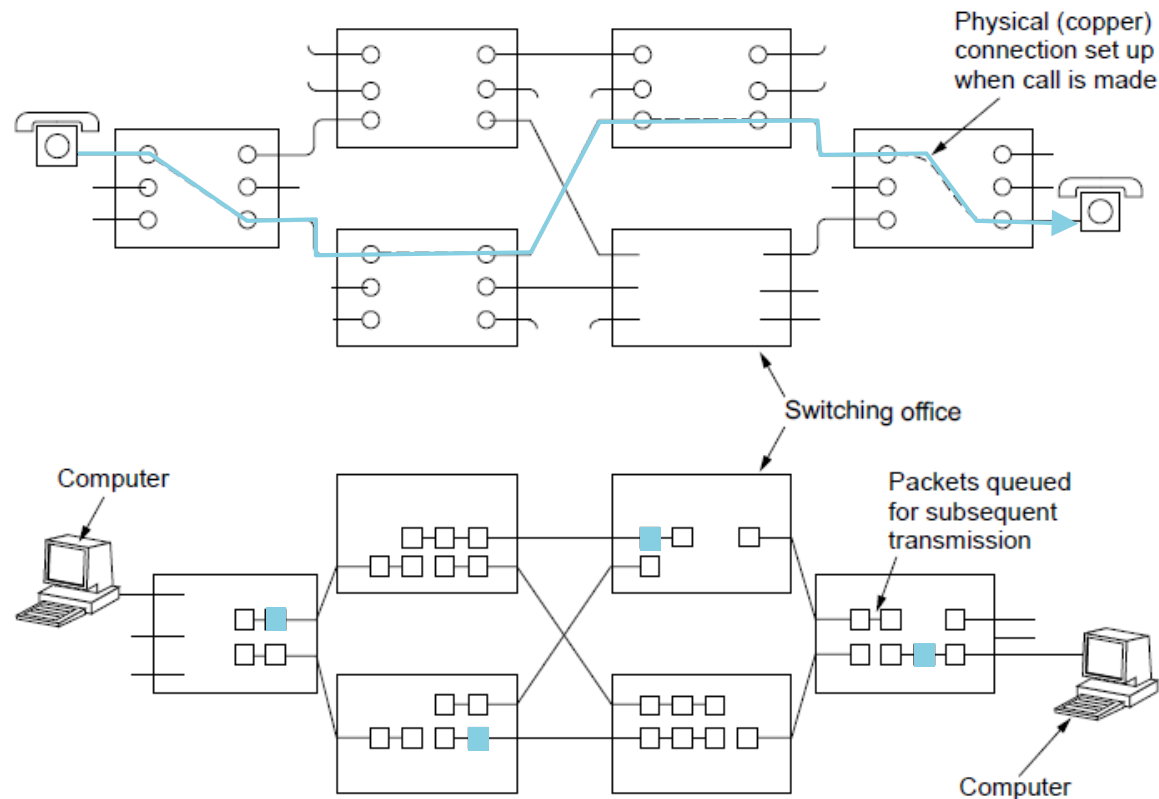 Physical (copper)
connection set up
when call is made
Switching office
Computer
Packets queued
for subsequent
transmission
Computer